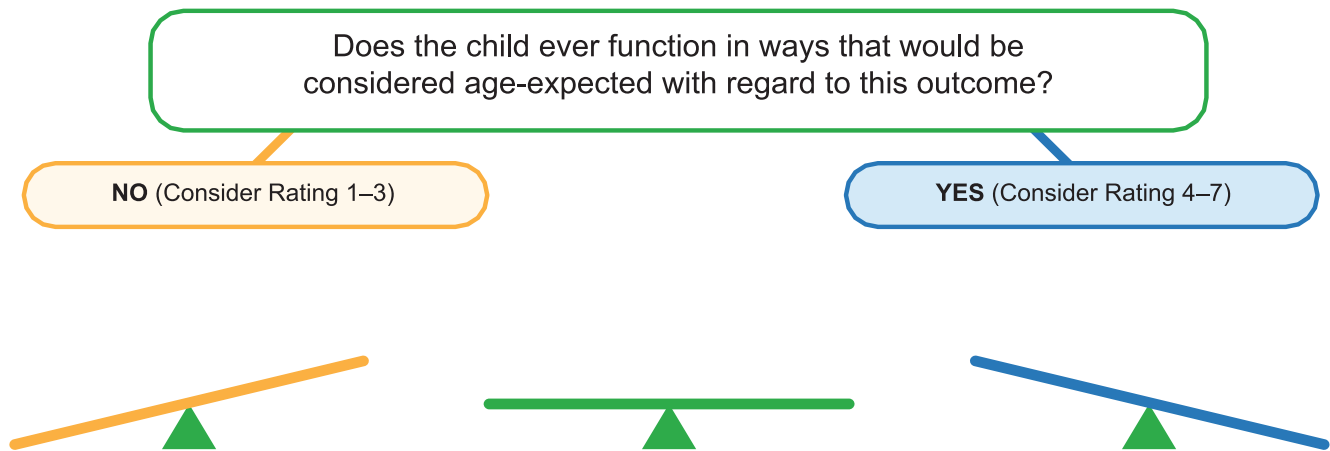 Does the child ever function in ways that would be
considered age-expected with regard to this outcome?
NO (Consider Rating 1–3)
YES (Consider Rating 4–7)